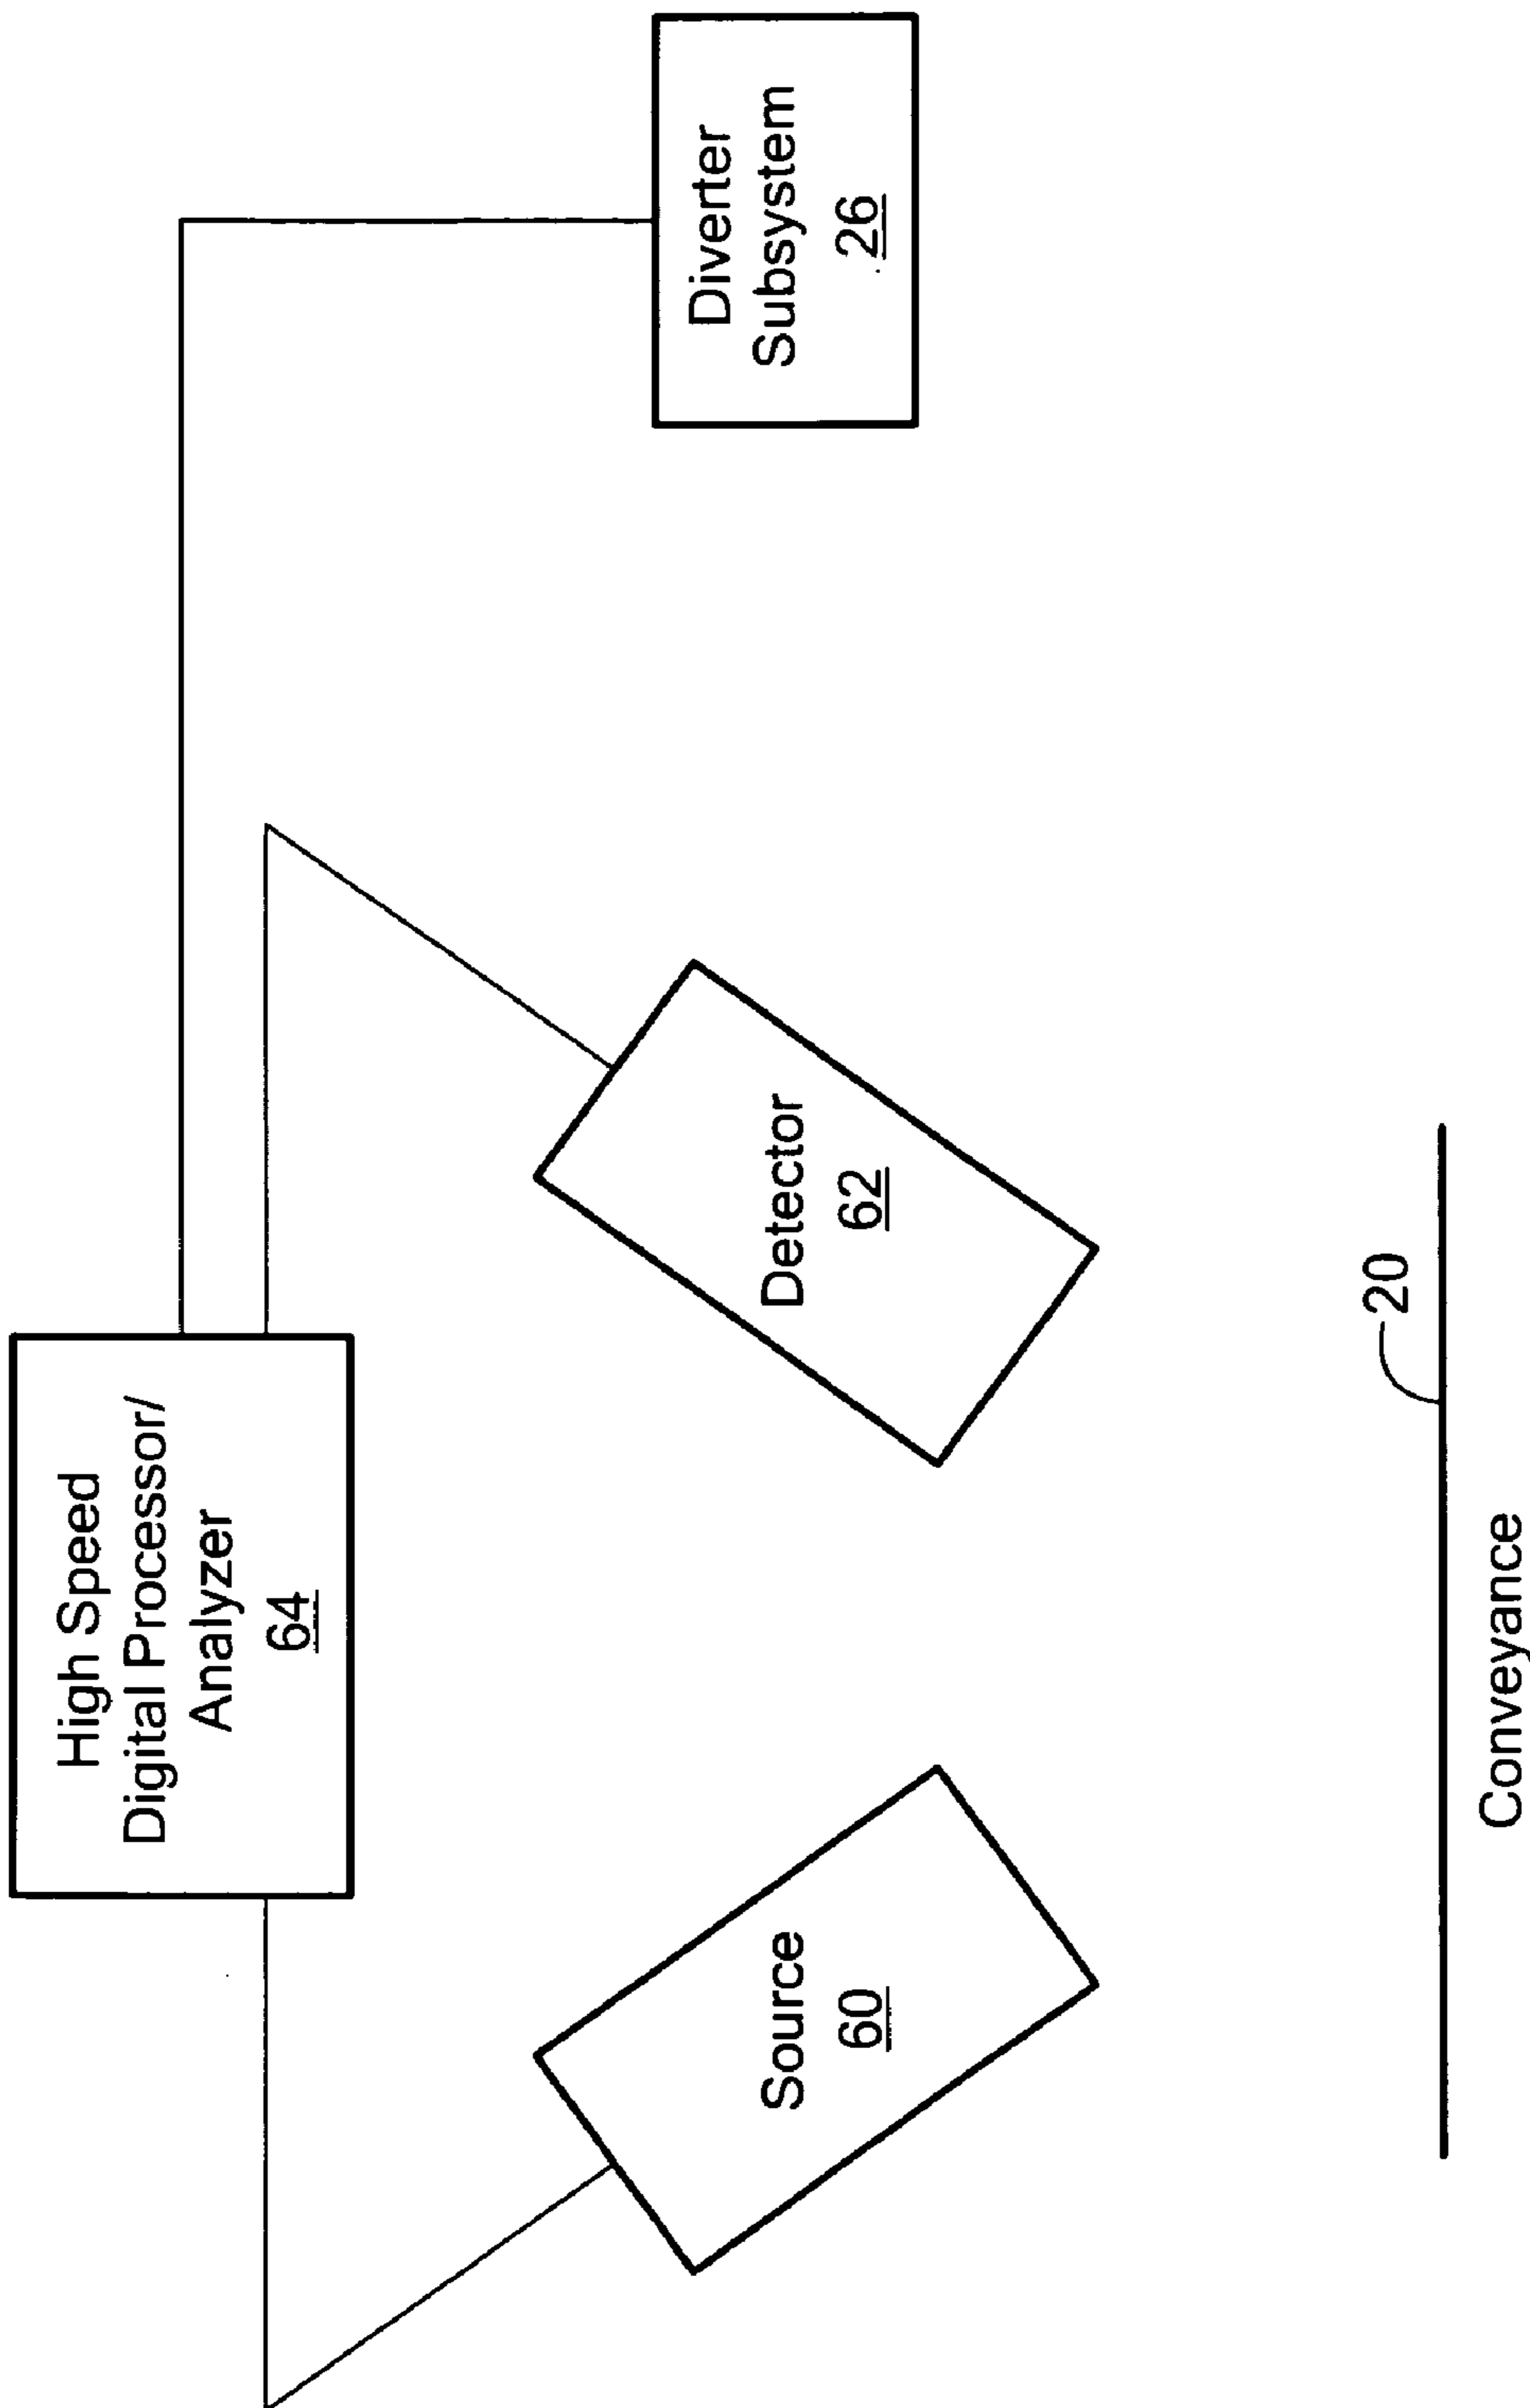 High Speed
Digital Processor/
Analyzer
64
Source
60
Detector
62
Diverter
Subsystem
26
20
Conveyance